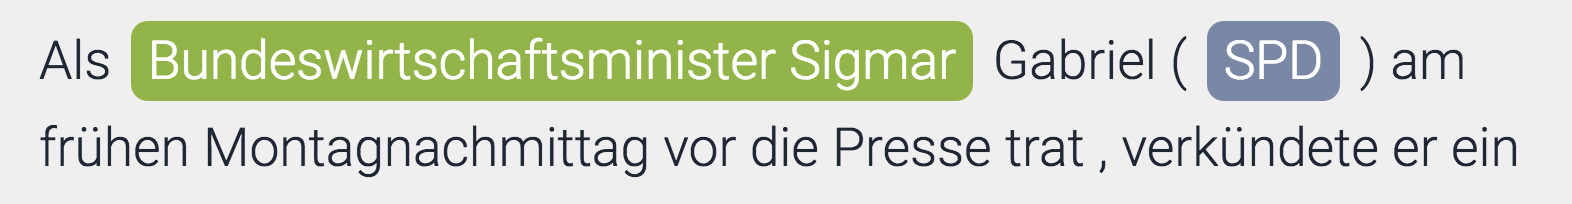 Als Bundeswirtschaftsminister Sigmar Gabriel ( SPD ) am
frühen Montagnachmittag vor die Presse trat , verkündete er ein